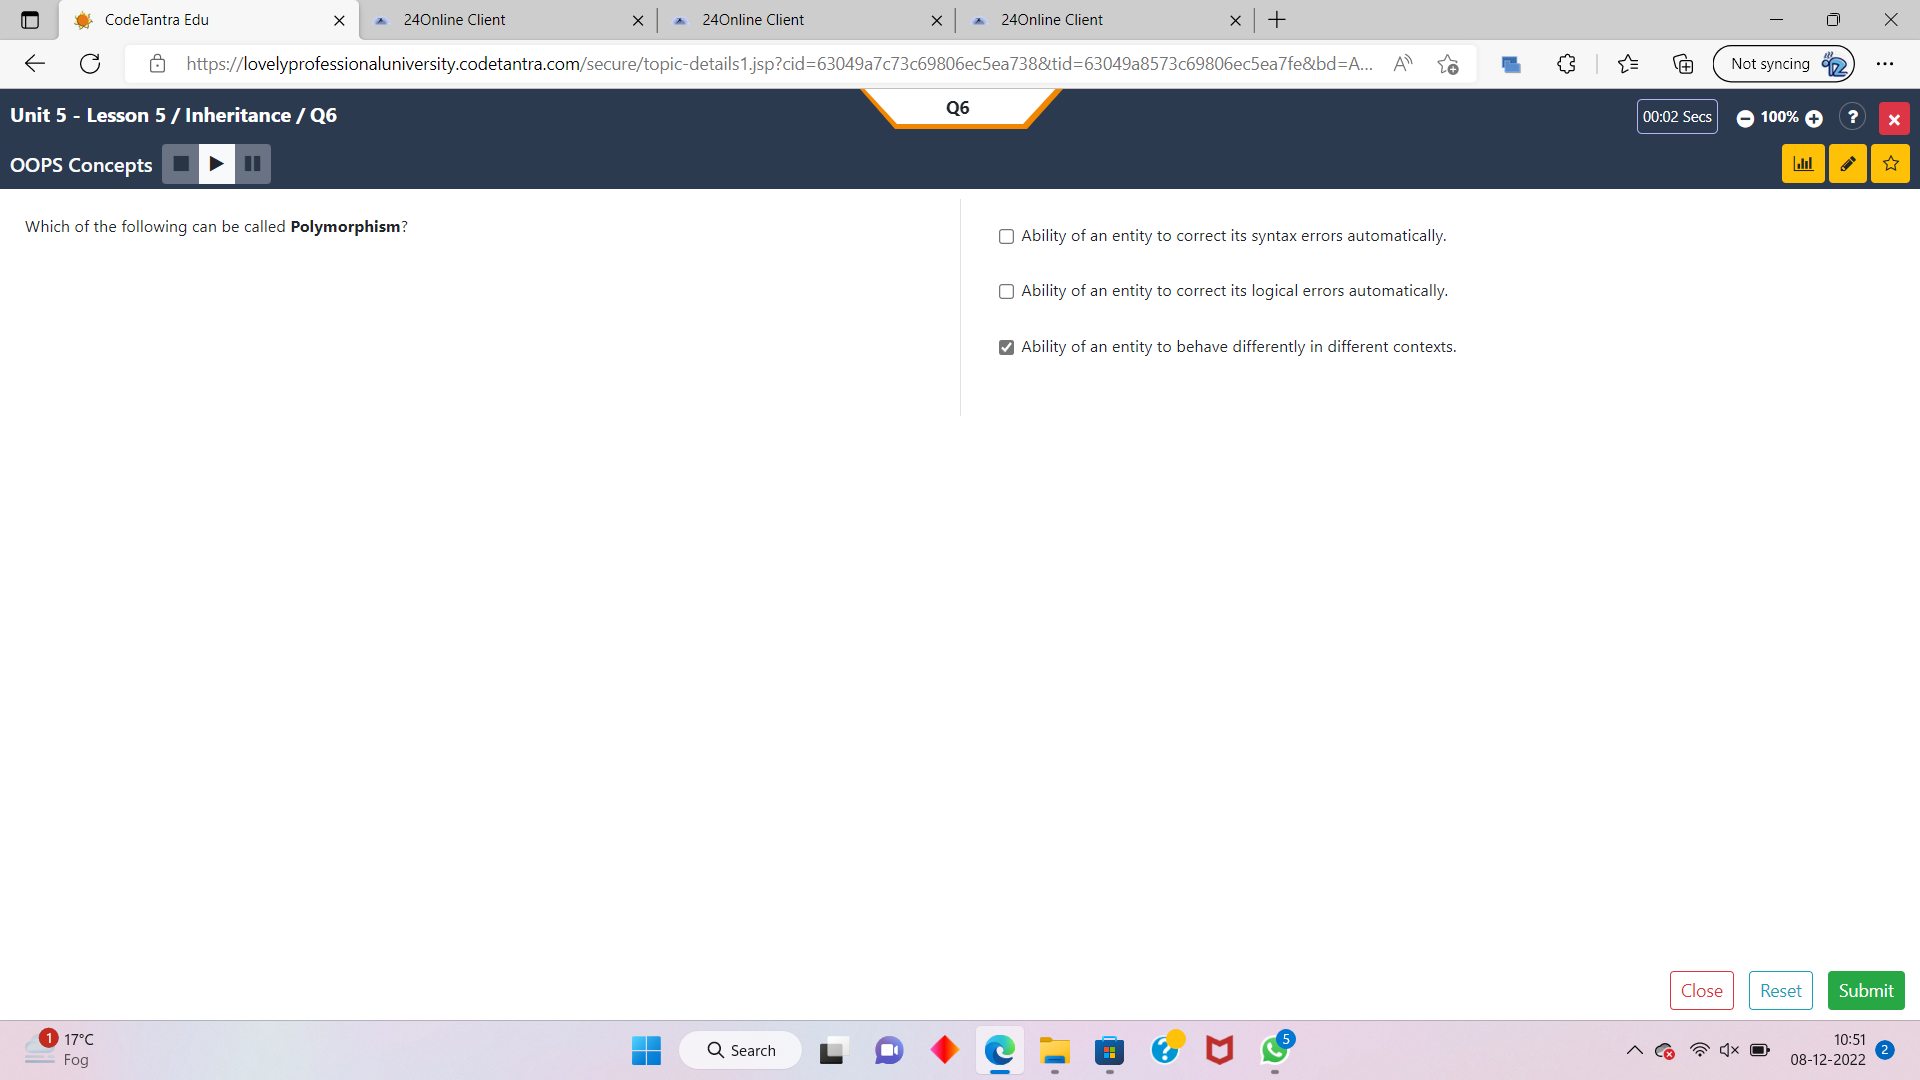 CodeTantra Edu
24Online Client
24Online Client
24Online Client
https://lovelyprofessionaluniversity.codetantra.com/secure/topic-details1.jsp?cid=63049a7c73c69806ec5ea738&tid=63049a8573c69806ec5ea7fe&bd=A...
Not syncing
Unit 5 - Lesson 5 / Inheritance / Q6
Q6
00:02 Secs
100%
?
OOPS Concepts
Which of the following can be called Polymorphism?
Ability of an entity to correct its syntax errors automatically.
Ability of an entity to correct its logical errors automatically.
Ability of an entity to behave differently in different contexts.
Close
Reset
Submit
1
17°C
Fog
Search
5
10:51
08-12-2022
2